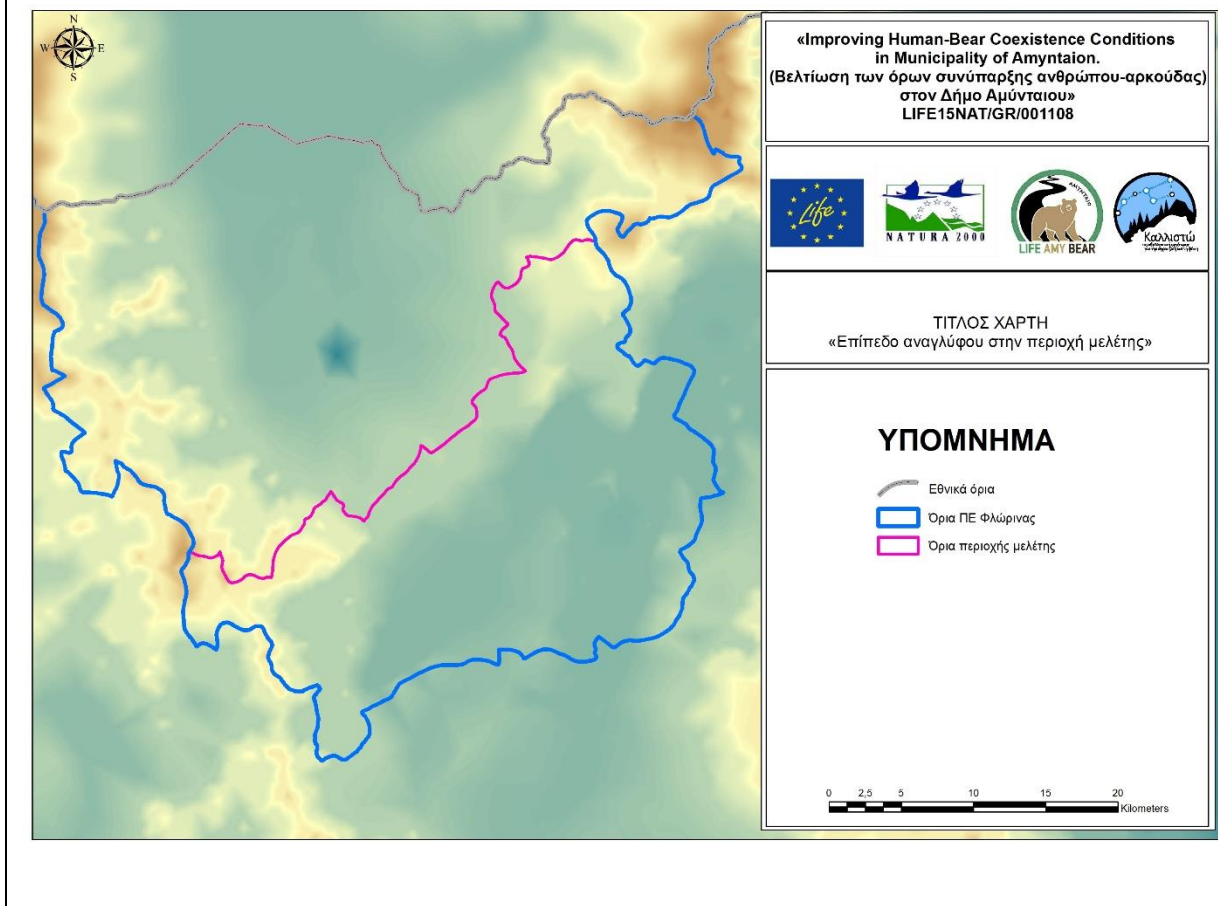 N
W E
S
«Improving Human-Bear Coexistence Conditions
in Municipality of Amyntaion.
(Βελτίωση των όρων συνύπαρξης ανθρώπου-αρκούδας)
στον Δήμο Αμύνταιου»
LIFE15NAT/GR/001108
Life
NATURA 2000
ΑΜΥΝΤΑΙΟ
LIFE AMY BEAR
Καλλιστώ
ΤΙΤΛΟΣ ΧΑΡΤΗ
«Επίπεδο αναγλύφου στην περιοχή μελέτης»
ΥΠΟΜΝΗΜΑ
Εθνικά όρια
Όρια ΠΕ Φλώρινας
Όρια περιοχής μελέτης
0 2,5 5 10 15 20
Kilometers